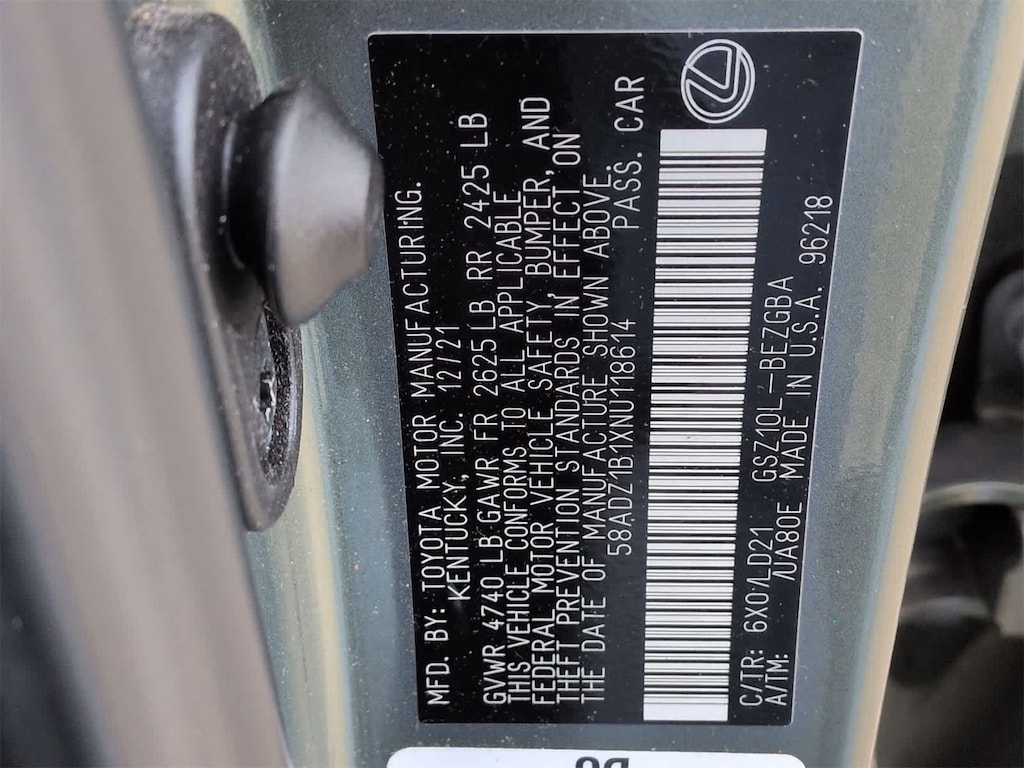 MFD. BY: TOYOTA MOTOR MANUFACTURING.
KENTUCKY, INC. 12/21
GVWR 4740 LB GAWR FR 2625 LB RR 2425 LB
THIS VEHICLE CONFORMS TO ALL APPLICABLE
FEDERAL MOTOR VEHICLE SAFETY, BUMPER, AND
THEFT PREVENTION STANDARDS IN EFFECT ON
THE DATE OF MANUFACTURE SHOWN ABOVE.
58ADZ1B1XNU118614 PASS. CAR
C/TR: 6X0/LD21 GSZ10L-BEZGBA
A/TM: /UA80E MADE IN U.S.A. 96218